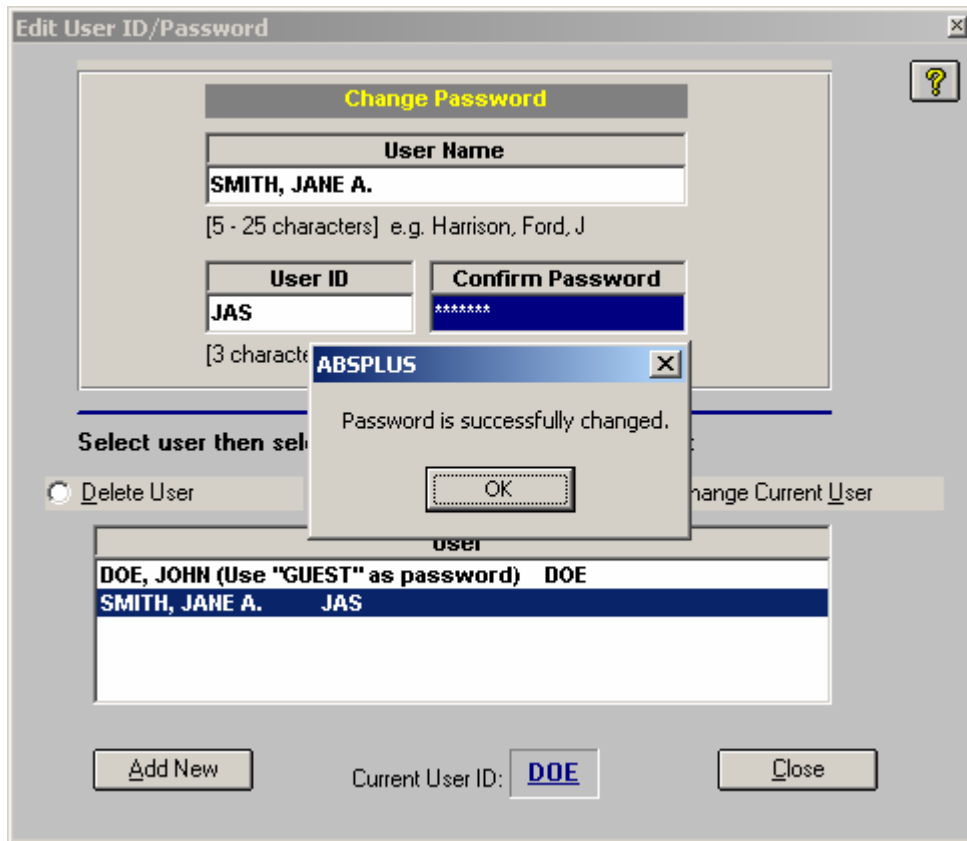 Edit User ID/Password
Change Password
User Name
SMITH, JANE A.
[5 - 25 characters] e.g. Harrison, Ford, J
User ID Confirm Password
JAS *******
[3 characte
ABSPLUS
Password is successfully changed.
OK
Select user then sel
Delete User hange Current User
User
DOE, JOHN (Use "GUEST" as password) DOE
SMITH, JANE A. JAS
Add New Current User ID: DOE Close